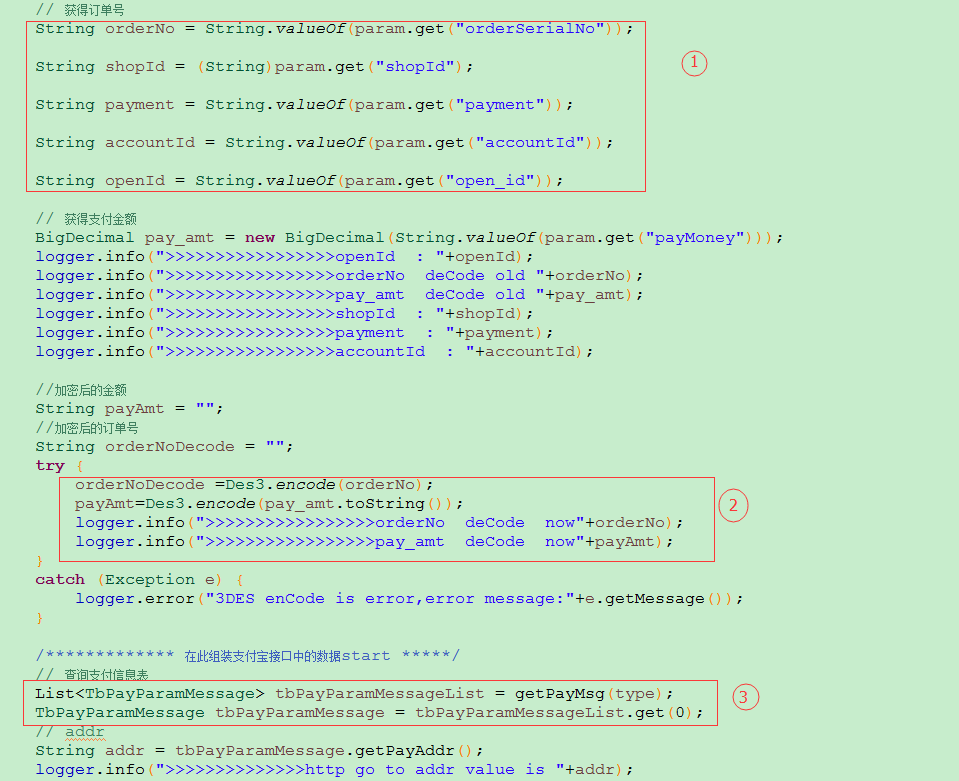 // 获得订单号
String orderNo = String.valueOf(param.get("orderSerialNo"));
String shopId = (String)param.get("shopId");
①
String payment = String.valueOf(param.get("payment"));
String accountId = String.valueOf(param.get("accountId"));
String openId = String.valueOf(param.get("open_id"));
// 获得支付金额
BigDecimal pay_amt = new BigDecimal(String.valueOf(param.get("payMoney")));
logger.info(">>>>>>>>>>>>>>>>>openId  : "+openId);
logger.info(">>>>>>>>>>>>>>>>>orderNo  deCode old "+orderNo);
logger.info(">>>>>>>>>>>>>>>>>pay_amt  deCode old "+pay_amt);
logger.info(">>>>>>>>>>>>>>>>>shopId  : "+shopId);
logger.info(">>>>>>>>>>>>>>>>>payment  : "+payment);
logger.info(">>>>>>>>>>>>>>>>>accountId  : "+accountId);
//加密后的金额
String payAmt = "";
//加密后的订单号
String orderNoDecode = "";
try {
orderNoDecode =Des3.encode(orderNo);
payAmt=Des3.encode(pay_amt.toString());
②
logger.info(">>>>>>>>>>>>>>>>>orderNo  deCode  now"+orderNo);
logger.info(">>>>>>>>>>>>>>>>>pay_amt  deCode  now"+payAmt);
}
catch (Exception e) {
logger.error("3DES enCode is error,error message:"+e.getMessage());
}
/************* 在此组装支付宝接口中的数据start *****/
// 查询支付信息表
List<TbPayParamMessage> tbPayParamMessageList = getPayMsg(type);
③
TbPayParamMessage tbPayParamMessage = tbPayParamMessageList.get(0);
// addr
String addr = tbPayParamMessage.getPayAddr();
logger.info(">>>>>>>>>>>>>>http go to addr value is "+addr);